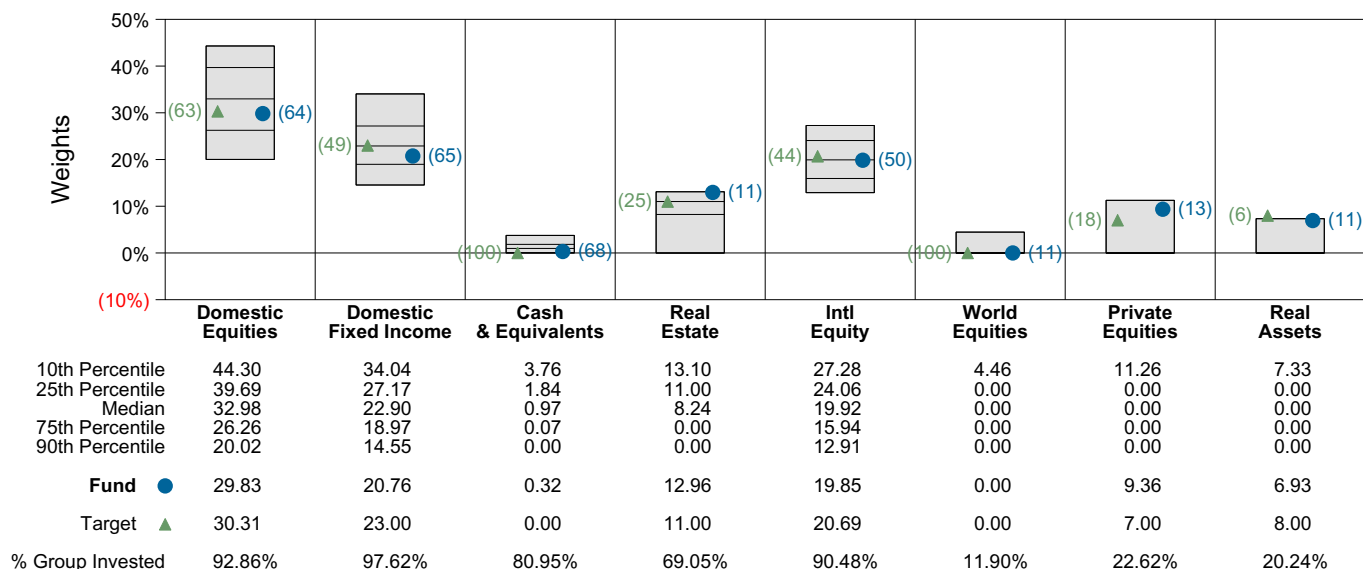 50%
40%
30%
20%
10%
0%
(10%)
Weights
(63) (64)
(49) (65)
(100) (68)
(25) (11)
(44) (50)
(100) (11)
(18) (13)
(6) (11)
Domestic Equities
Domestic Fixed Income
Cash & Equivalents
Real Estate
Intl Equity
World Equities
Private Equities
Real Assets
10th Percentile 44.30 34.04 3.76 13.10 27.28 4.46 11.26 7.33
25th Percentile 39.69 27.17 1.84 11.00 24.06 0.00 0.00 0.00
Median 32.98 22.90 0.97 8.24 19.92 0.00 0.00 0.00
75th Percentile 26.26 18.97 0.07 0.00 15.94 0.00 0.00 0.00
90th Percentile 20.02 14.55 0.00 0.00 12.91 0.00 0.00 0.00
Fund 29.83 20.76 0.32 12.96 19.85 0.00 9.36 6.93
Target 30.31 23.00 0.00 11.00 20.69 0.00 7.00 8.00
% Group Invested 92.86% 97.62% 80.95% 69.05% 90.48% 11.90% 22.62% 20.24%